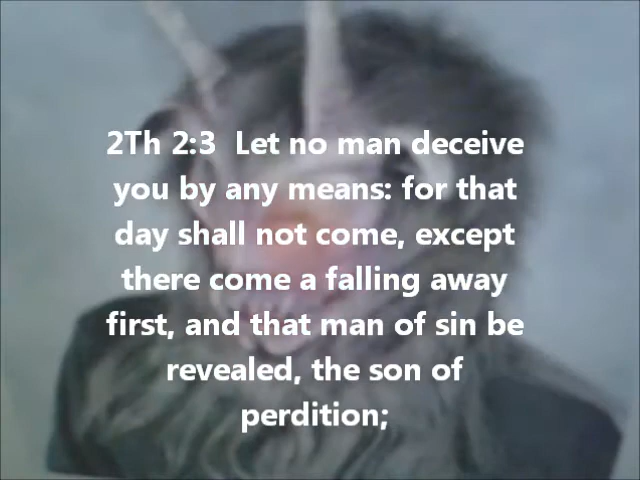 2Th 2:3  Let no man deceive
you by any means: for that
day shall not come, except
there come a falling away
first, and that man of sin be
revealed, the son of
perdition;